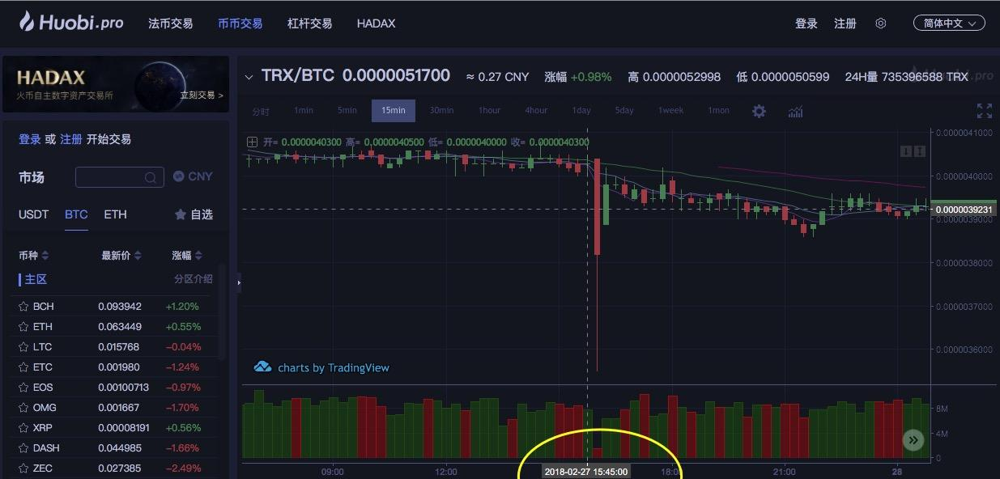 Huobi.pro 法币交易 币币交易 杠杆交易 HADAX 登录 注册 简体中文
HADAX
火币自主数字资产交易所 立刻交易 >
TRX/BTC 0.0000051700 ≈ 0.27 CNY 涨幅 +0.98% 高 0.0000052998 低 0.0000050599 24H量 735396588 TRX
分时 1min 5min 15min 30min 1hour 4hour 1day 5day 1week 1mon
登录 或 注册 开始交易
市场 CNY
USDT BTC ETH 自选
币种 最新价 涨幅
主区 分区介绍
BCH 0.093942 +1.20%
ETH 0.063449 +0.55%
LTC 0.015768 −0.04%
ETC 0.001980 −1.24%
EOS 0.00100713 −0.97%
OMG 0.001667 −1.70%
XRP 0.00008191 +0.56%
DASH 0.044985 −1.66%
ZEC 0.027385 −2.49%
开= 0.0000040300 高= 0.0000040500 低= 0.0000040000 收= 0.0000040300
0.0000041000
0.0000040000
0.0000039231
0.0000039000
0.0000038000
0.0000037000
0.0000036000
charts by TradingView
8M
4M
0
09:00 12:00 2018-02-27 15:45:00 18:00 21:00 28